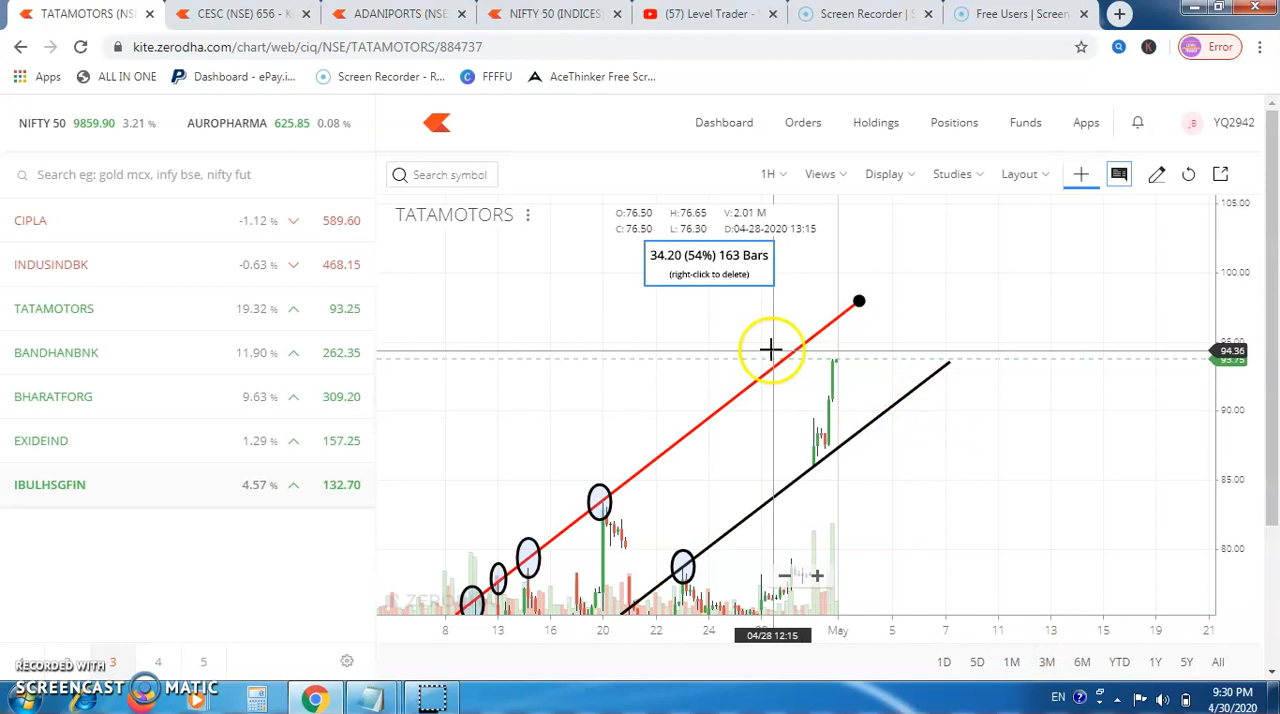 TATAMOTORS (NSE
CESC (NSE) 656 - K
ADANIPORTS (NSE
NIFTY 50 (INDICES)
(57) Level Trader -
Screen Recorder | S
Free Users | Screen
kite.zerodha.com/chart/web/ciq/NSE/TATAMOTORS/884737
Error
Apps
ALL IN ONE
Dashboard - ePay.i...
Screen Recorder - R...
FFFFU
AceThinker Free Scr...
NIFTY 50 9859.90 3.21 %
AUROPHARMA 625.85 0.08 %
Dashboard Orders Holdings Positions Funds Apps YQ2942
Search eg: gold mcx, infy bse, nifty fut
Search symbol
1H Views Display Studies Layout
CIPLA -1.12 % 589.60
INDUSINDBK -0.63 % 468.15
TATAMOTORS 19.32 % 93.25
BANDHANBNK 11.90 % 262.35
BHARATFORG 9.63 % 309.20
EXIDEIND 1.29 % 157.25
IBULHSGFIN 4.57 % 132.70
TATAMOTORS
O:76.50 H:76.65 V:2.01 M
C:76.50 L:76.30 D:04-28-2020 13:15
34.20 (54%) 163 Bars
(right-click to delete)
105.00
100.00
94.36
93.75
90.00
85.00
80.00
8 13 16 20 22 24 May 5 7 11 13 15 19 21
04/28 12:15
1D 5D 1M 3M 6M YTD 1Y 5Y All
3 4 5
RECORDED WITH
SCREENCAST MATIC
EN
9:30 PM
4/30/2020